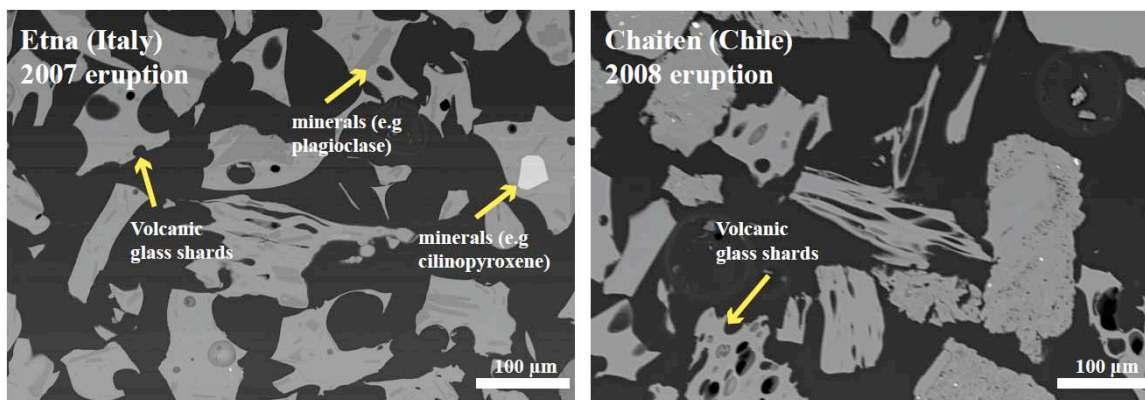 Etna (Italy)
2007 eruption
minerals (e.g
plagioclase)
Volcanic
glass shards
minerals (e.g
cilinopyroxene)
100 μm
Chaiten (Chile)
2008 eruption
Volcanic
glass shards
100 μm